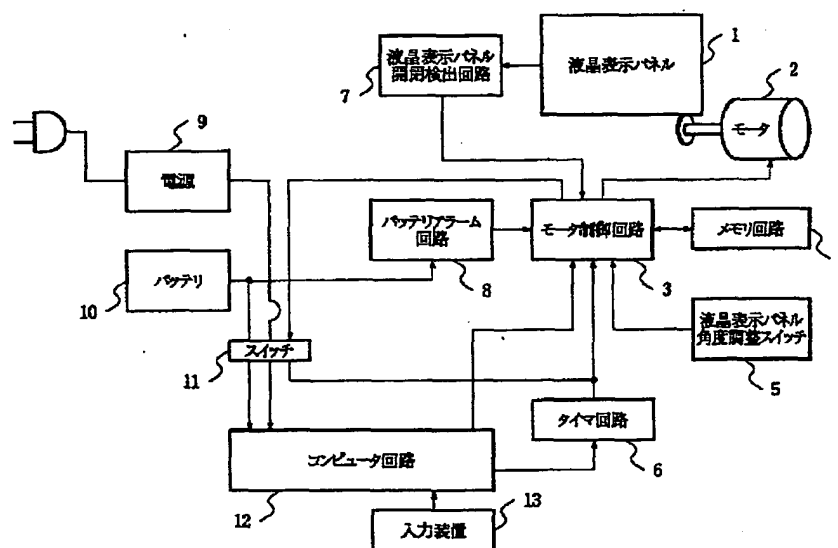 1
液晶表示パネル
液晶表示パネル
開閉検出回路
7
2
モータ
9
電源
バッテリアラーム
回路
8
モータ制御回路
3
メモリ回路
バッテリ
10
スイッチ
11
液晶表示パネル
角度調整スイッチ
5
タイマ回路
6
コンピュータ回路
12
13
入力装置